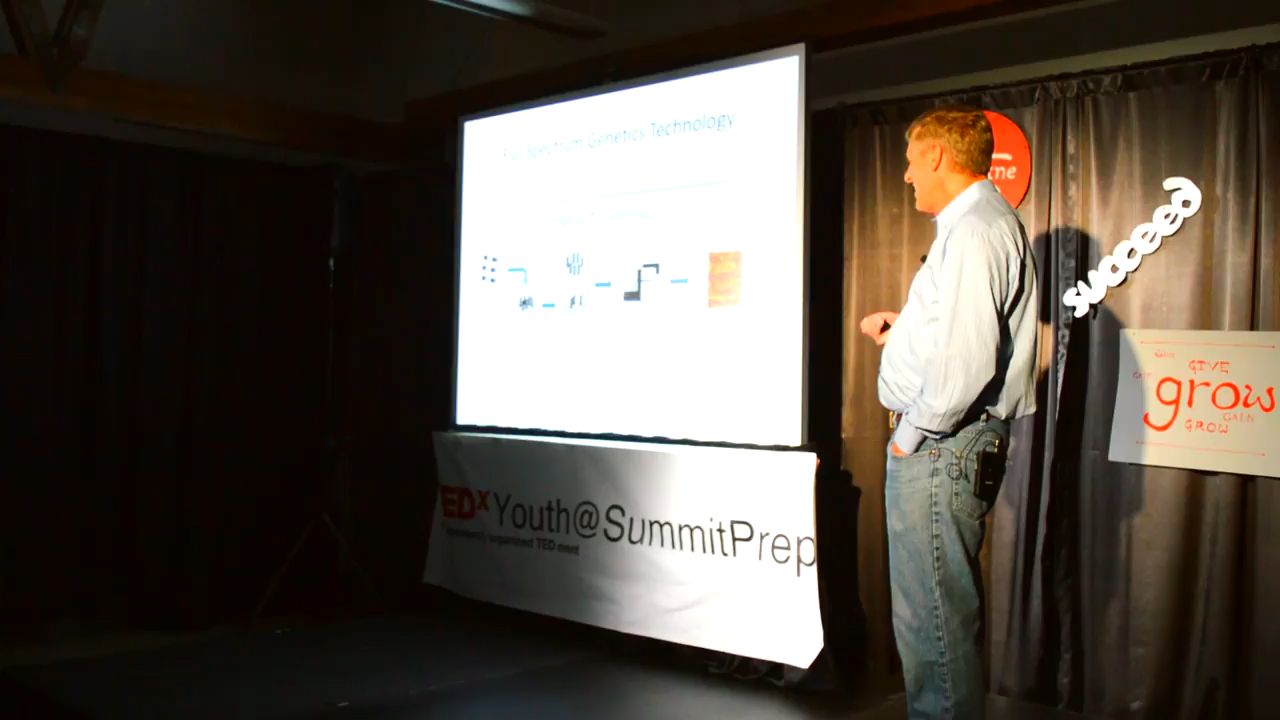 Full Spectrum Genetics Technology
TEDx Youth@SummitPrep
independently organized TED event
succeed
GIVE
grow
GAIN
GROW